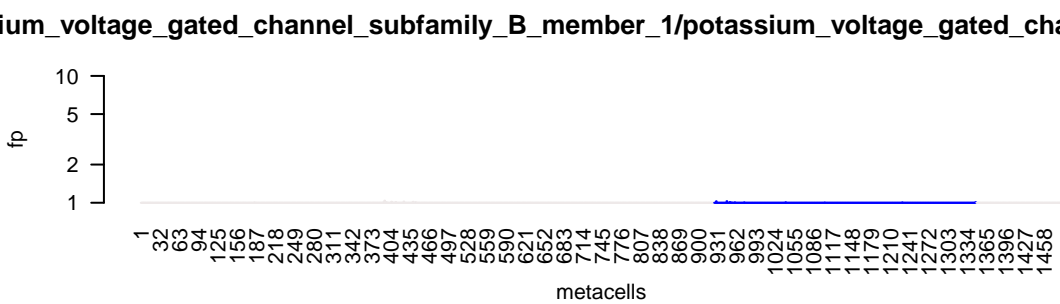 ium_voltage_gated_channel_subfamily_B_member_1/potassium_voltage_gated_cha
10
5
2
1
fp
1 32 63 94 125 156 187 218 249 280 311 342 373 404 435 466 497 528 559 590 621 652 683 714 745 776 807 838 869 900 931 962 993 1024 1055 1086 1117 1148 1179 1210 1241 1272 1303 1334 1365 1396 1427 1458
metacells